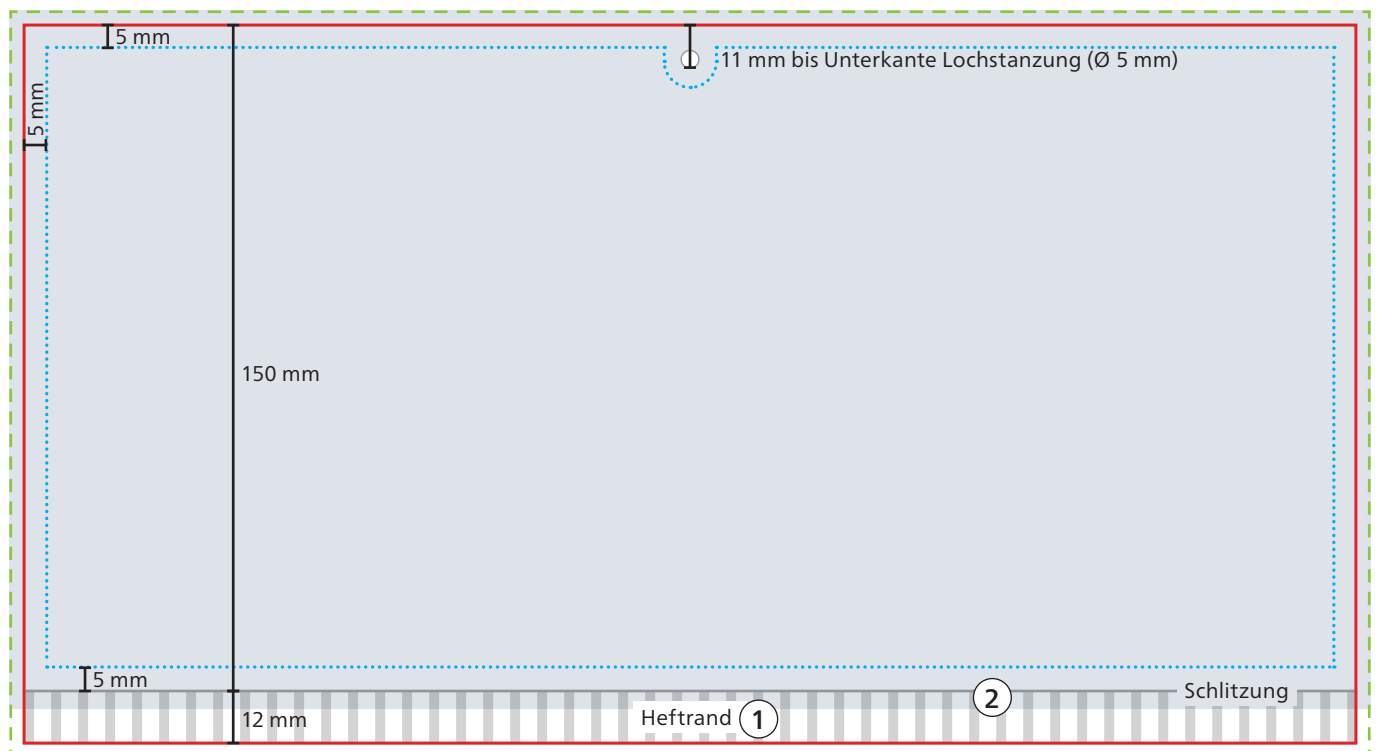 5 mm
11 mm bis Unterkante Lochstanzung (Ø 5 mm)
5 mm
150 mm
5 mm
Schlitzung
2
12 mm
Heftrand 1